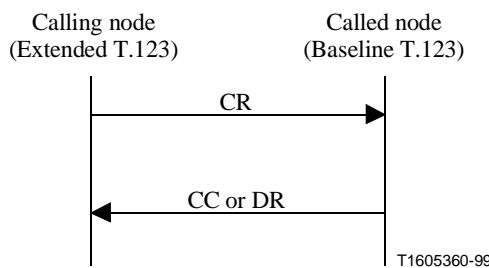 Calling node
(Extended T.123)
Called node
(Baseline T.123)
CR
CC or DR
T1605360-99